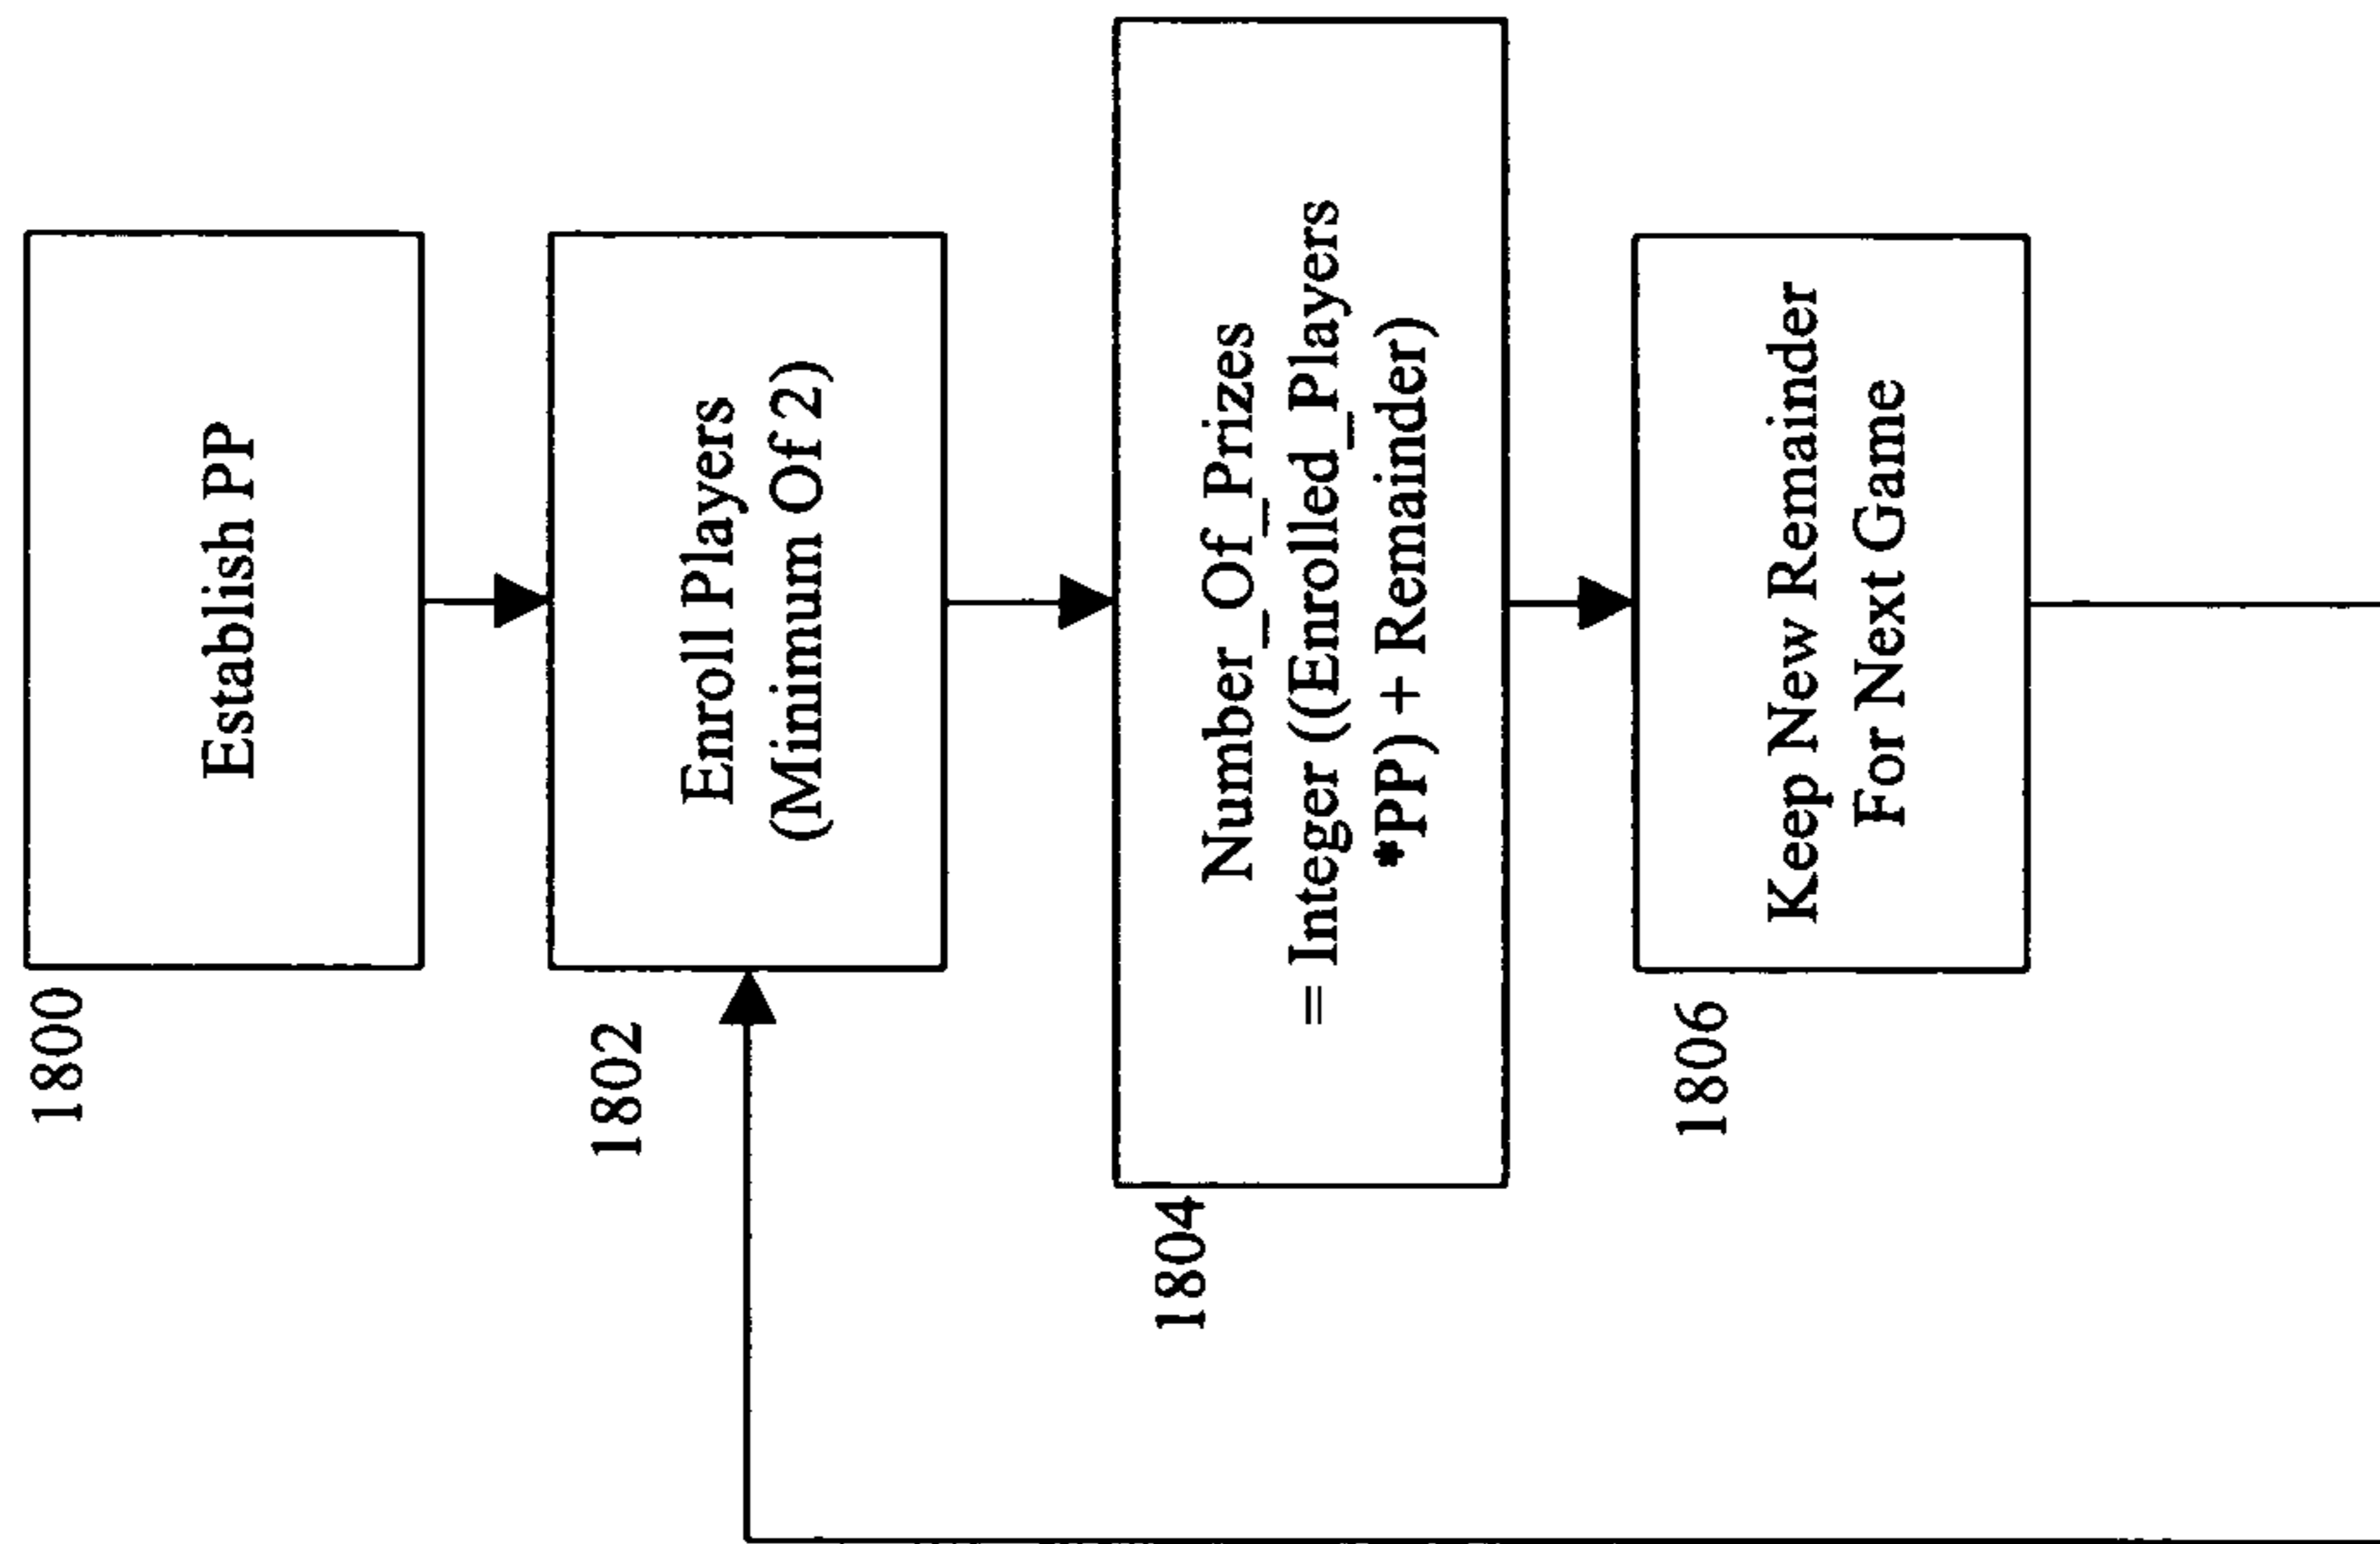 1800
Establish PP
1802
Enroll Players
(Minimum Of 2)
1804
Number_Of_Prizes
= Integer ((Enrolled_Players
*PP) + Remainder)
1806
Keep New Remainder
For Next Game